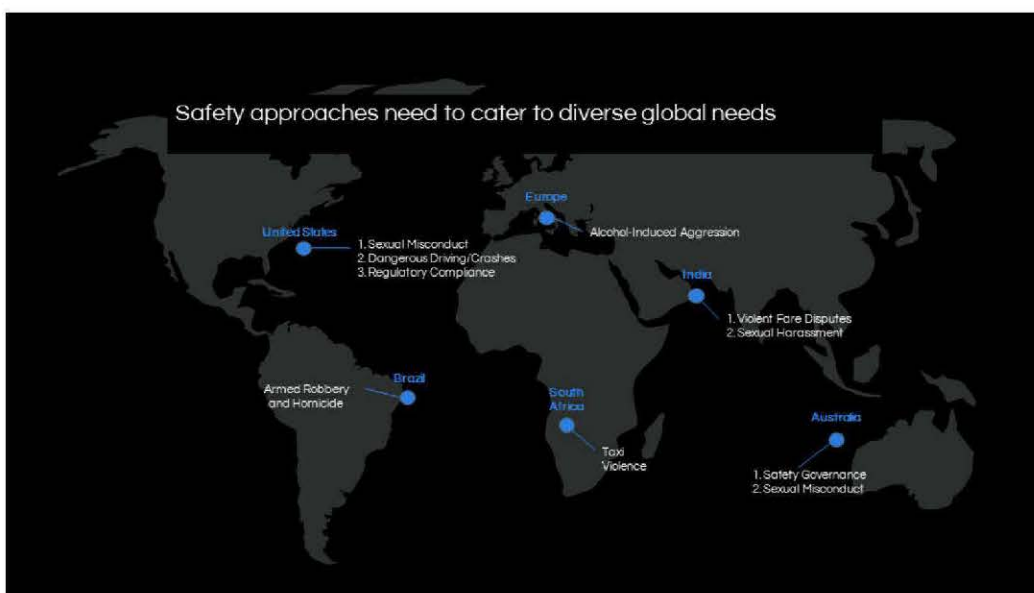 Safety approaches need to cater to diverse global needs
Europe
Alcohol-Induced Aggression
United States
1. Sexual Misconduct
2. Dangerous Driving/Crashes
3. Regulatory Compliance
India
1. Violent Fare Disputes
2. Sexual Harassment
Brazil
Armed Robbery
and Homicide
South
Africa
Taxi
Violence
Australia
1. Safety Governance
2. Sexual Misconduct